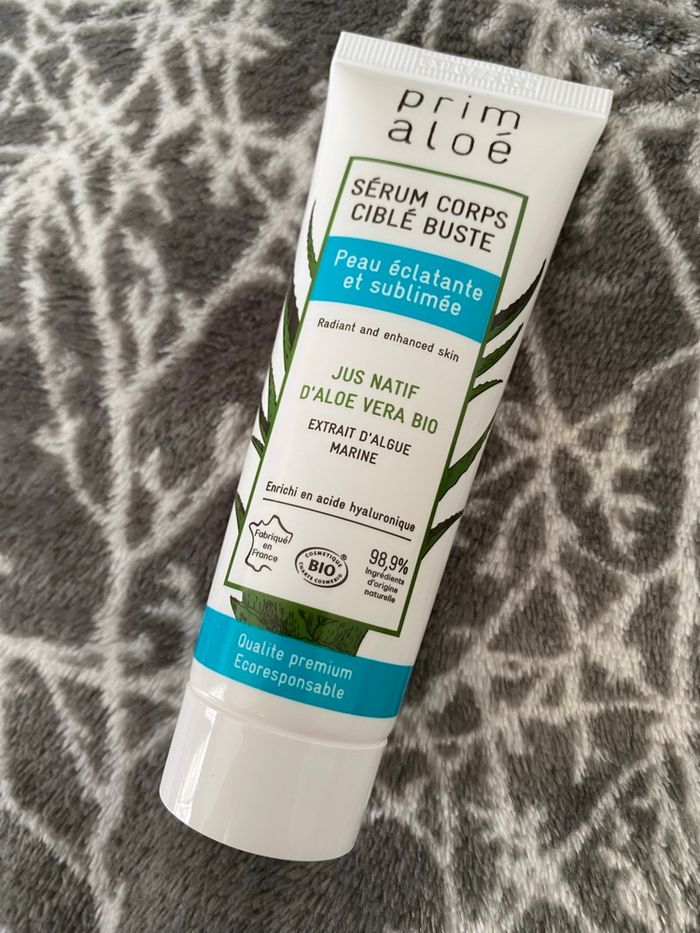 prim
aloé
SÉRUM CORPS
CIBLÉ BUSTE
Peau éclatante
et sublimée
Radiant and enhanced skin
JUS NATIF
D'ALOE VERA BIO
EXTRAIT D'ALGUE
MARINE
Enrichi en acide hyaluronique
Fabriqué
en
France
COSMETIQUE
BIO
CHARTE COSMEBIO
®
98,9%
Ingrédients
d'origine
naturelle
Qualite premium
Ecoresponsable